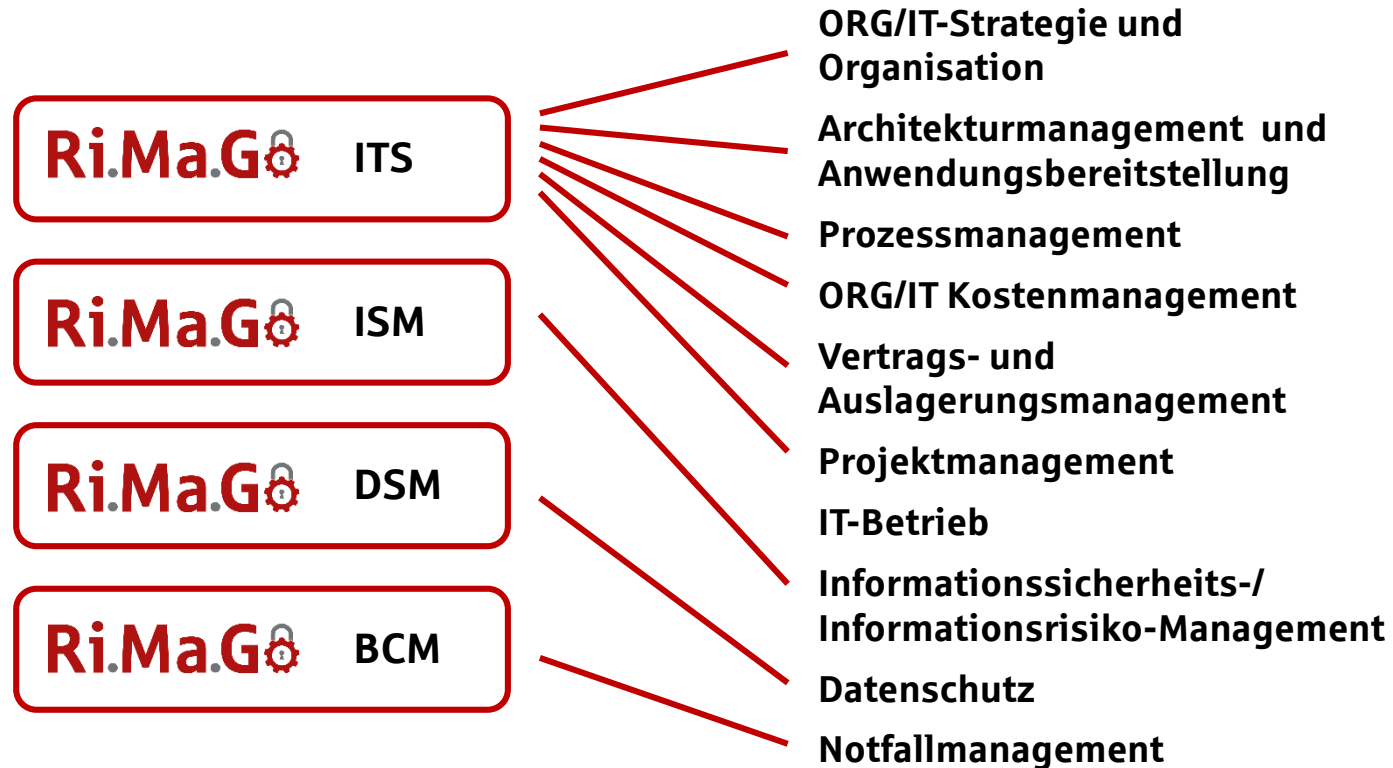 Ri.Ma.Go ITS
Ri.Ma.Go ISM
Ri.Ma.Go DSM
Ri.Ma.Go BCM
ORG/IT-Strategie und
Organisation
Architekturmanagement und
Anwendungsbereitstellung
Prozessmanagement
ORG/IT Kostenmanagement
Vertrags- und
Auslagerungsmanagement
Projektmanagement
IT-Betrieb
Informationssicherheits-/
Informationsrisiko-Management
Datenschutz
Notfallmanagement